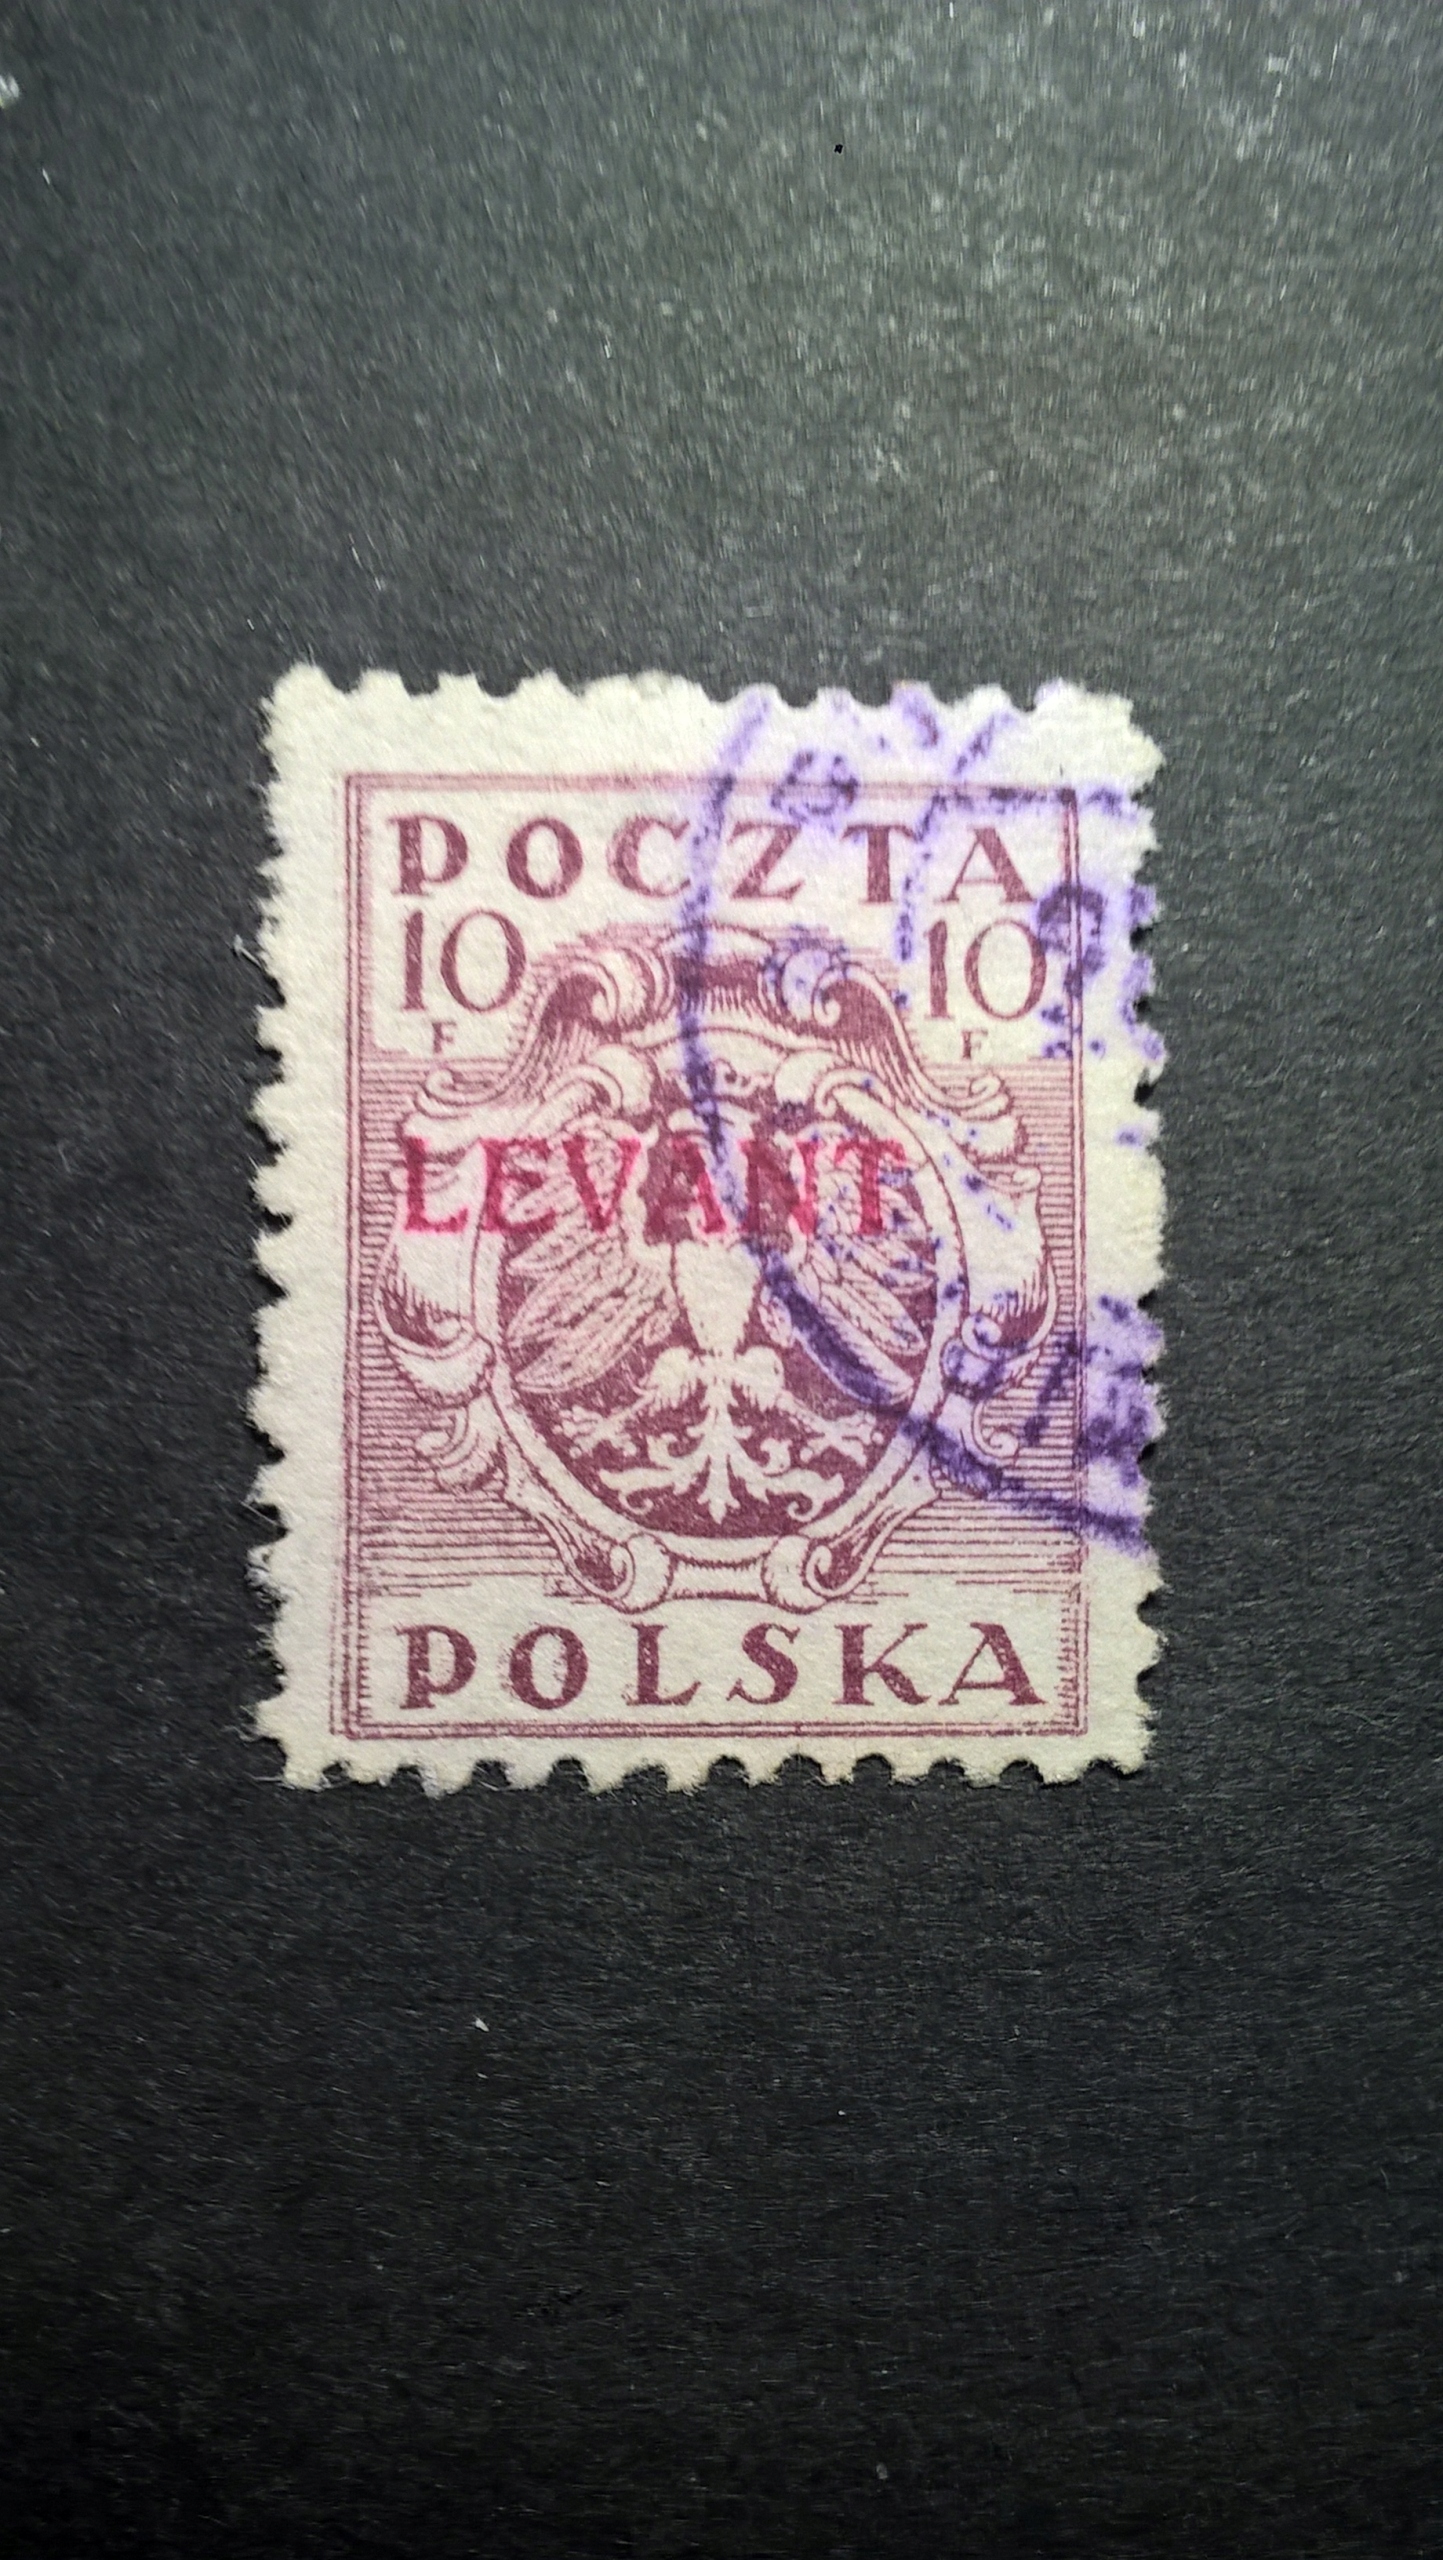 POCZTA
10 10
F F
LEVANT
POLSKA